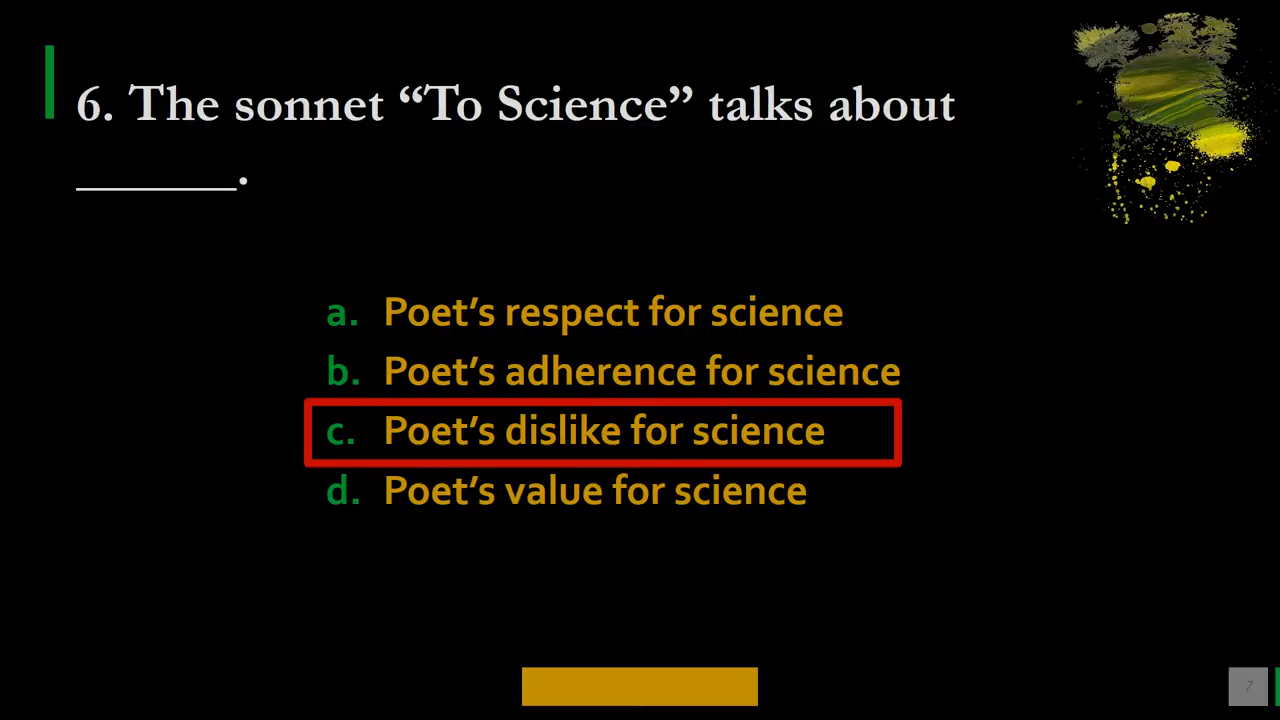 6. The sonnet “To Science” talks about
________.
a. Poet’s respect for science
b. Poet’s adherence for science
c. Poet’s dislike for science
d. Poet’s value for science
7